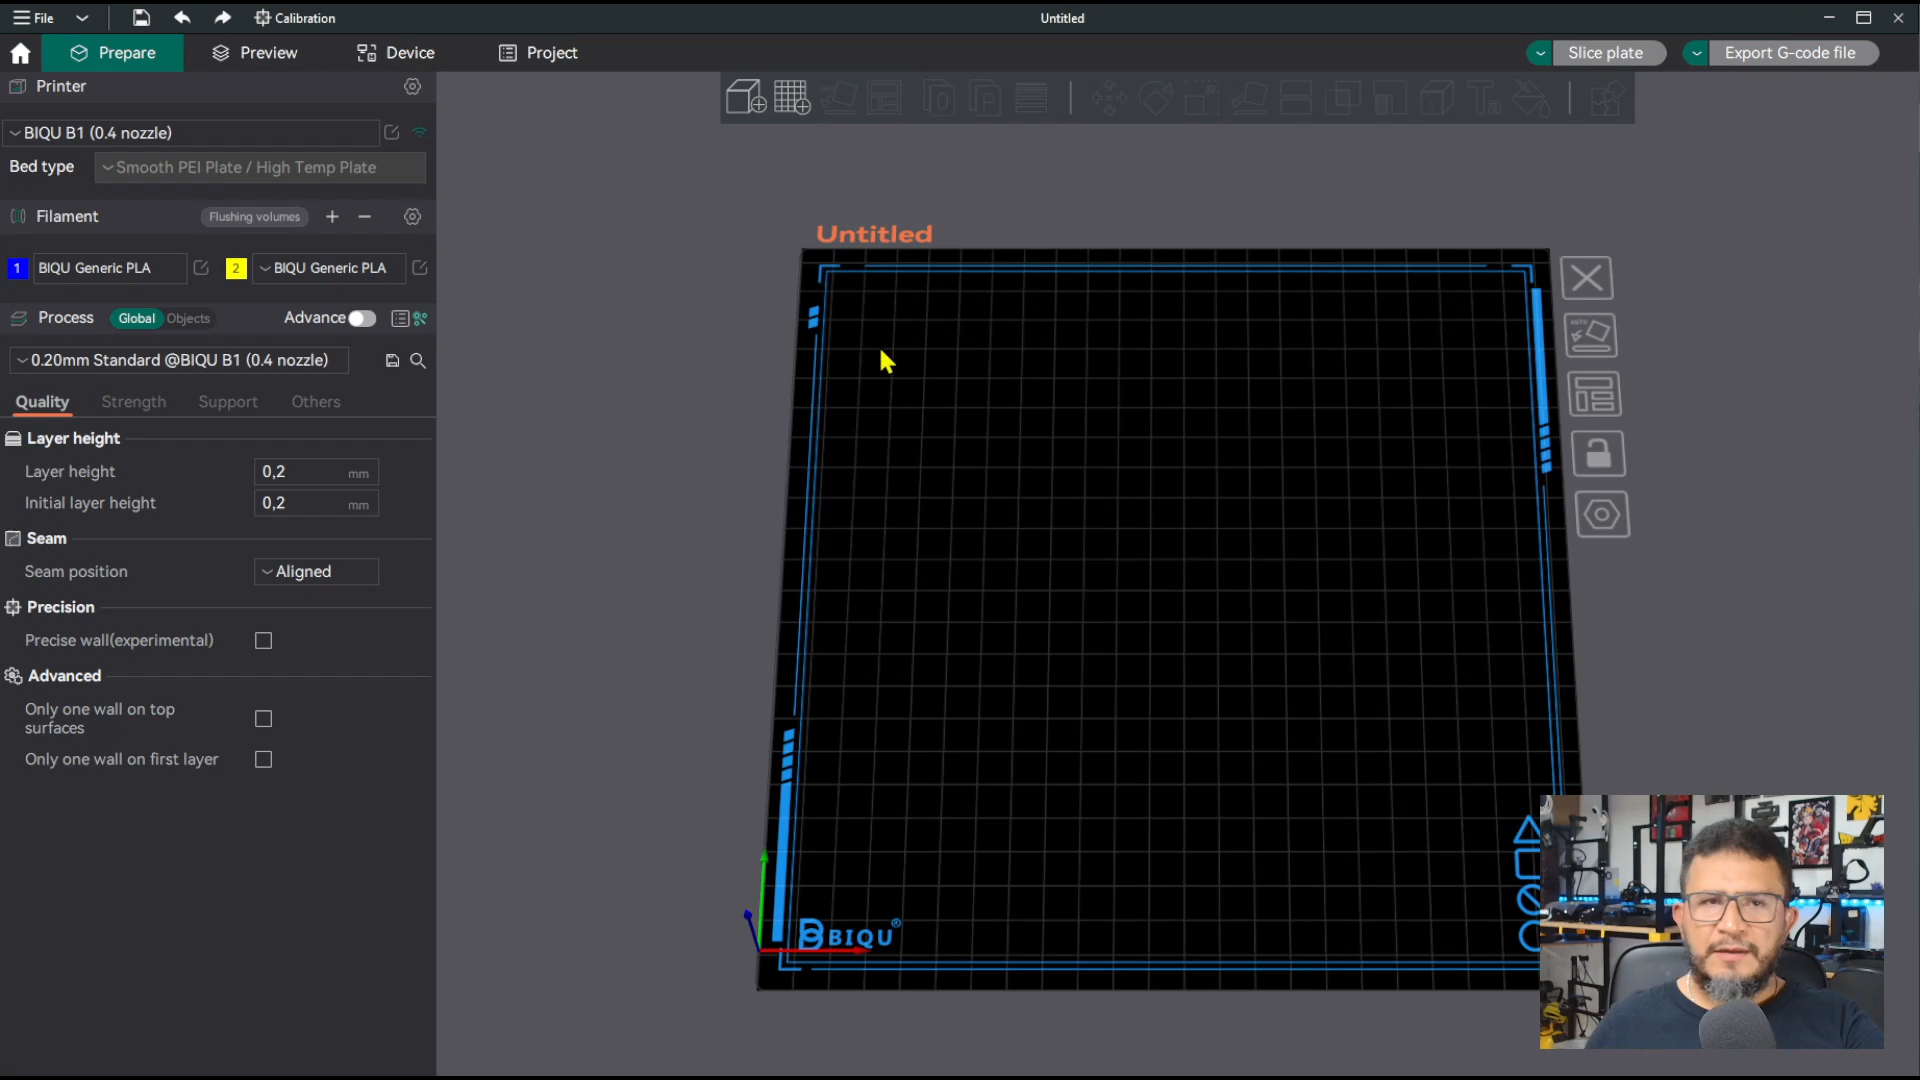 File
Calibration
Untitled
Prepare
Preview
Device
Project
Slice plate
Export G-code file
Printer
BIQU B1 (0.4 nozzle)
Bed type
Smooth PEI Plate / High Temp Plate
Filament
Flushing volumes
1
BIQU Generic PLA
2
BIQU Generic PLA
Process
Global
Objects
Advance
0.20mm Standard @BIQU B1 (0.4 nozzle)
Quality
Strength
Support
Others
Layer height
Layer height
0,2
mm
Initial layer height
0,2
mm
Seam
Seam position
Aligned
Precision
Precise wall(experimental)
Advanced
Only one wall on top
surfaces
Only one wall on first layer
Untitled
AUTO
BIQU®